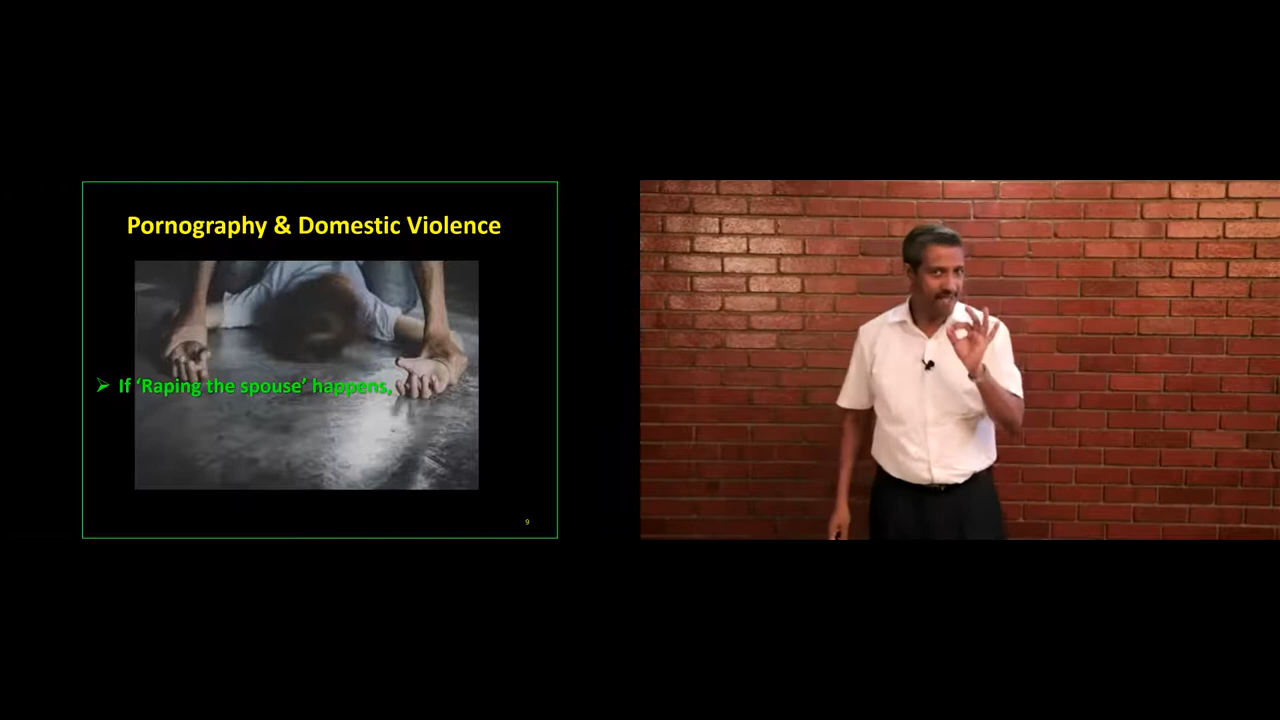 Pornography & Domestic Violence
➢ If ‘Raping the spouse’ happens,
9